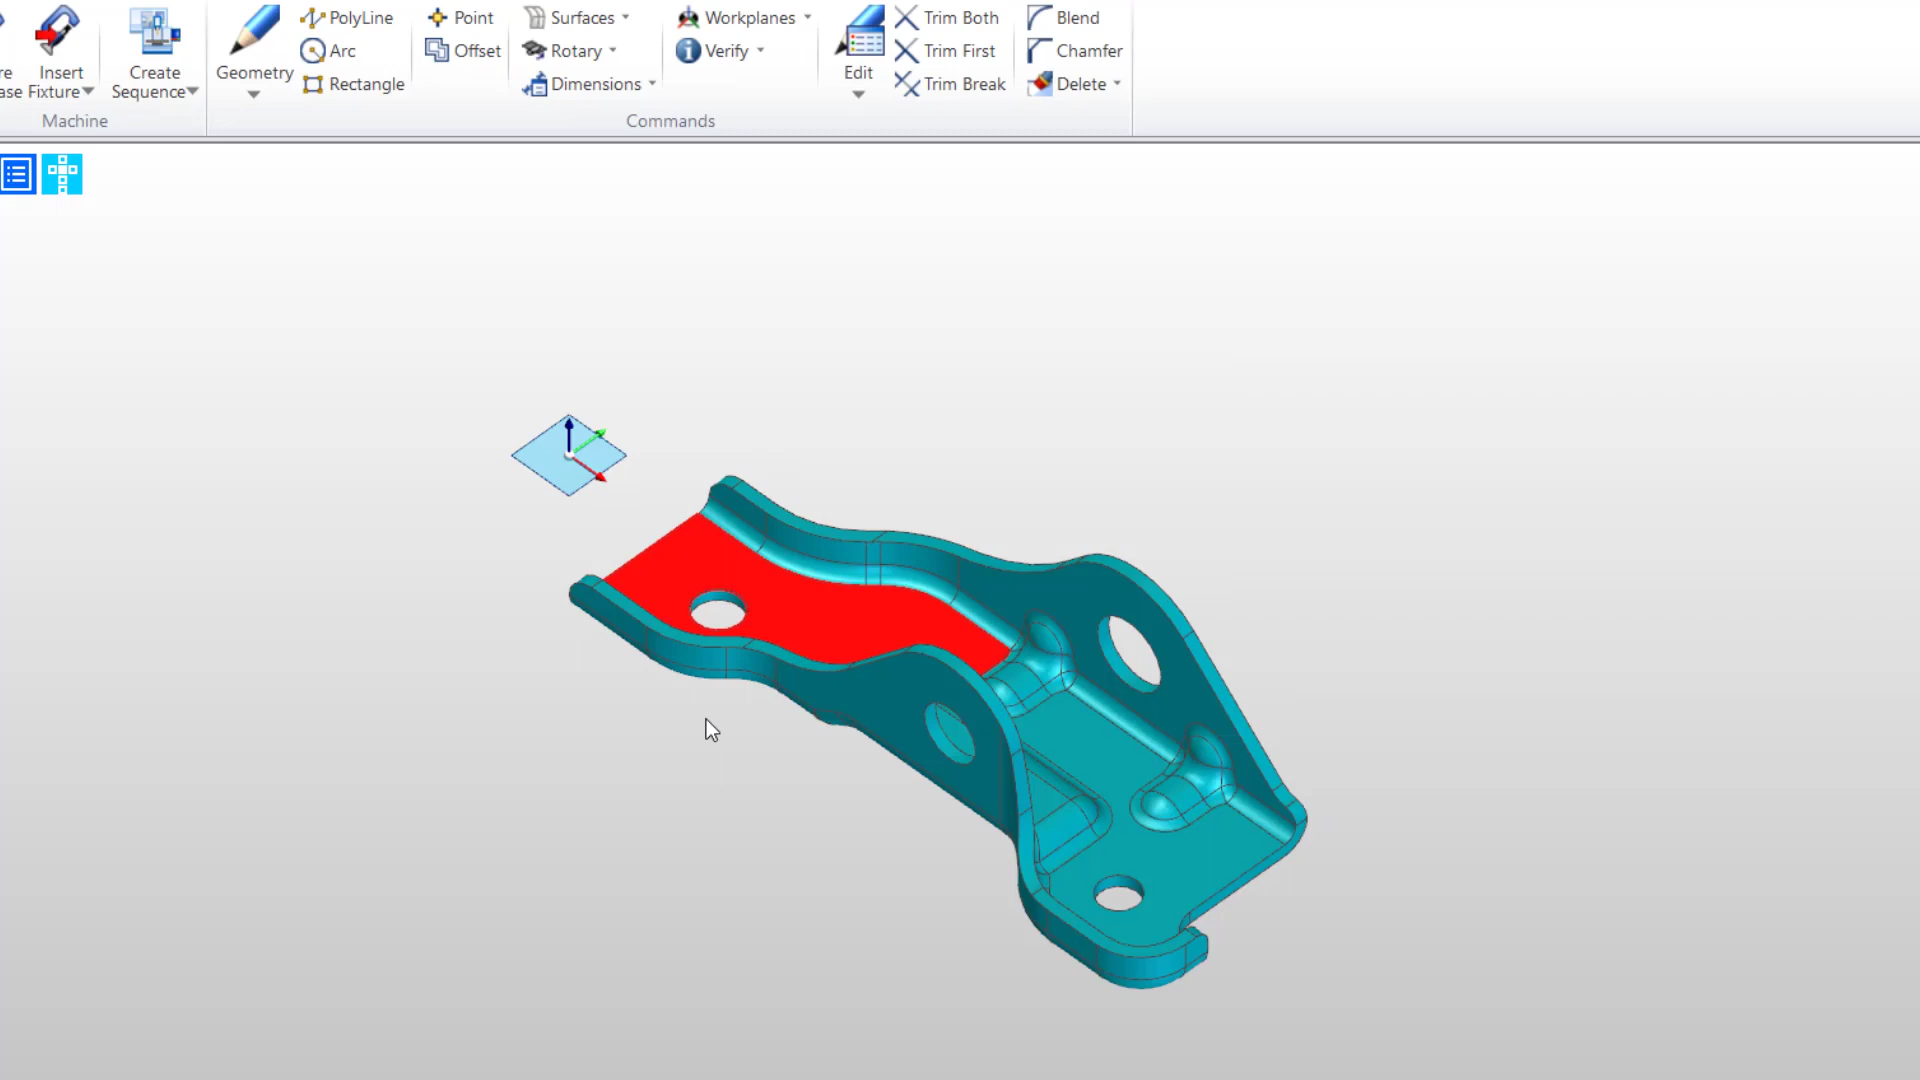 re
ase
Insert
Fixture
Create
Sequence
Machine
Geometry
PolyLine
Arc
Rectangle
Point
Offset
Surfaces
Rotary
Dimensions
Workplanes
Verify
Edit
Trim Both
Trim First
Trim Break
Blend
Chamfer
Delete
Commands